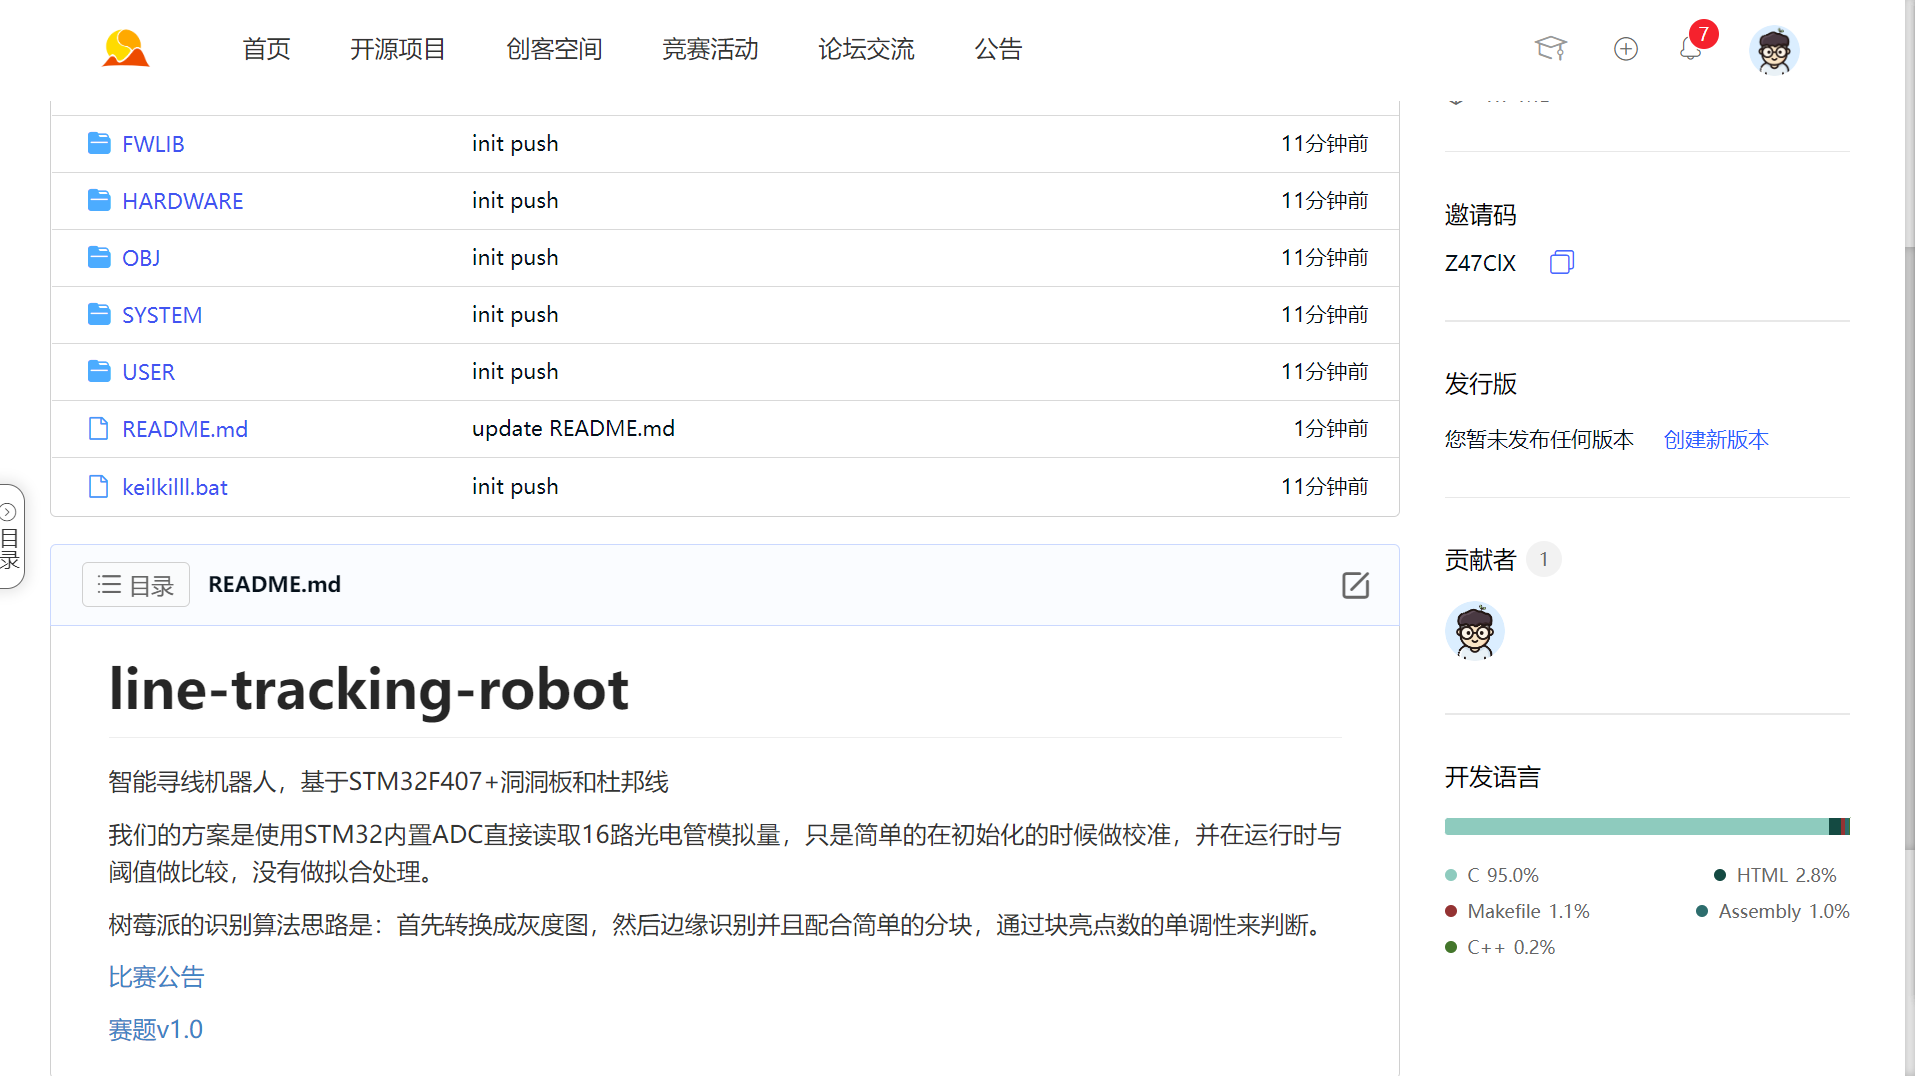 首页 开源项目 创客空间 竞赛活动 论坛交流 公告 7
FWLIB init push 11分钟前
HARDWARE init push 11分钟前
OBJ init push 11分钟前
SYSTEM init push 11分钟前
USER init push 11分钟前
README.md update README.md 1分钟前
keilkilll.bat init push 11分钟前
目录
目录 README.md
line-tracking-robot
智能寻线机器人，基于STM32F407+洞洞板和杜邦线
我们的方案是使用STM32内置ADC直接读取16路光电管模拟量，只是简单的在初始化的时候做校准，并在运行时与
阈值做比较，没有做拟合处理。
树莓派的识别算法思路是：首先转换成灰度图，然后边缘识别并且配合简单的分块，通过块亮点数的单调性来判断。
比赛公告
赛题v1.0
邀请码
Z47ClX
发行版
您暂未发布任何版本 创建新版本
贡献者 1
开发语言
C 95.0% HTML 2.8%
Makefile 1.1% Assembly 1.0%
C++ 0.2%